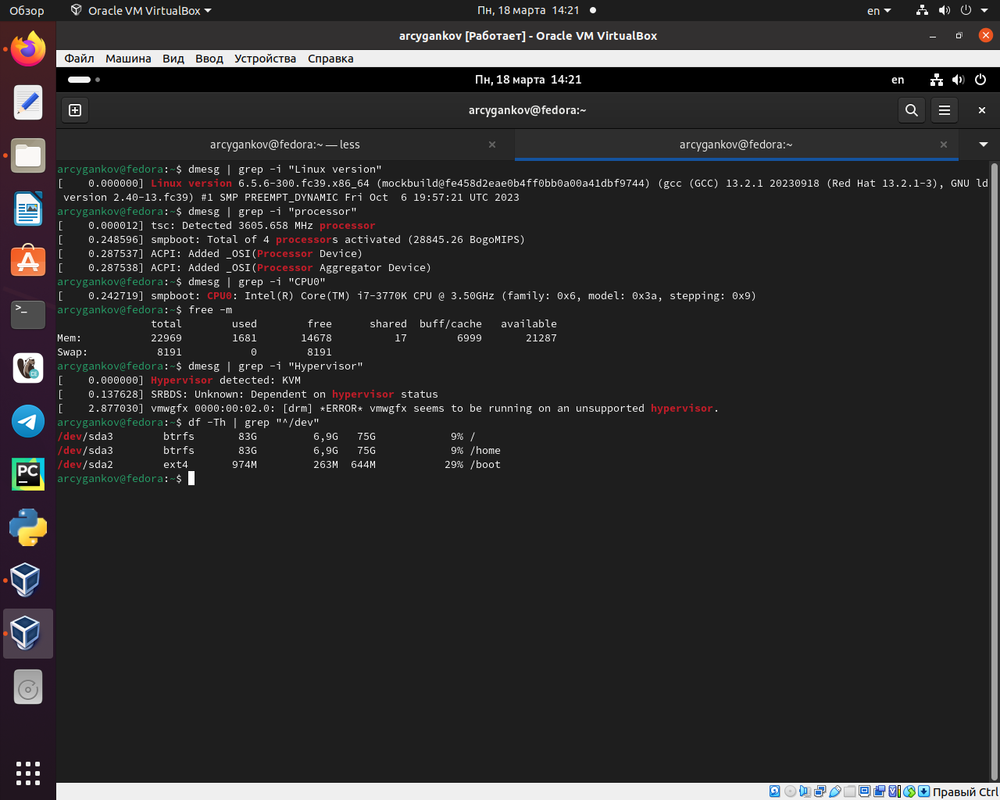 Обзор
Oracle VM VirtualBox
Пн, 18 марта 14:21
en
arcygankov [Работает] - Oracle VM VirtualBox
Файл Машина Вид Ввод Устройства Справка
Пн, 18 марта 14:21
en
arcygankov@fedora:~
arcygankov@fedora:~ — less
arcygankov@fedora:~
arcygankov@fedora:~$ dmesg | grep -i "Linux version"
[    0.000000] Linux version 6.5.6-300.fc39.x86_64 (mockbuild@fe458d2eae0b4ff0bb0a00a41dbf9744) (gcc (GCC) 13.2.1 20230918 (Red Hat 13.2.1-3), GNU ld
 version 2.40-13.fc39) #1 SMP PREEMPT_DYNAMIC Fri Oct  6 19:57:21 UTC 2023
arcygankov@fedora:~$ dmesg | grep -i "processor"
[    0.000012] tsc: Detected 3605.658 MHz processor
[    0.248596] smpboot: Total of 4 processors activated (28845.26 BogoMIPS)
[    0.287537] ACPI: Added _OSI(Processor Device)
[    0.287538] ACPI: Added _OSI(Processor Aggregator Device)
arcygankov@fedora:~$ dmesg | grep -i "CPU0"
[    0.242719] smpboot: CPU0: Intel(R) Core(TM) i7-3770K CPU @ 3.50GHz (family: 0x6, model: 0x3a, stepping: 0x9)
arcygankov@fedora:~$ free -m
               total        used        free      shared  buff/cache   available
Mem:           22969        1681       14678          17        6999       21287
Swap:           8191           0        8191
arcygankov@fedora:~$ dmesg | grep -i "Hypervisor"
[    0.000000] Hypervisor detected: KVM
[    0.137628] SRBDS: Unknown: Dependent on hypervisor status
[    2.877030] vmwgfx 0000:00:02.0: [drm] *ERROR* vmwgfx seems to be running on an unsupported hypervisor.
arcygankov@fedora:~$ df -Th | grep "^/dev"
/dev/sda3        btrfs       83G         6,9G   75G            9% /
/dev/sda3        btrfs       83G         6,9G   75G            9% /home
/dev/sda2        ext4       974M         263M  644M           29% /boot
arcygankov@fedora:~$
Правый Ctrl